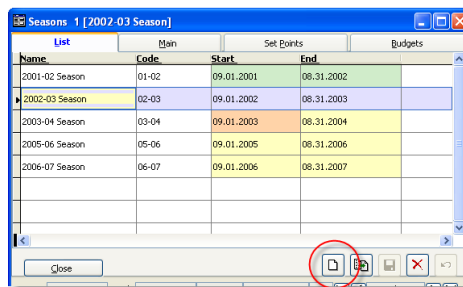 Seasons 1 [2002-03 Season]
List Main Set Points Budgets
Name Code Start End
2001-02 Season 01-02 09.01.2001 08.31.2002
2002-03 Season 02-03 09.01.2002 08.31.2003
2003-04 Season 03-04 09.01.2003 08.31.2004
2005-06 Season 05-06 09.01.2005 08.31.2006
2006-07 Season 06-07 09.01.2006 08.31.2007
Close